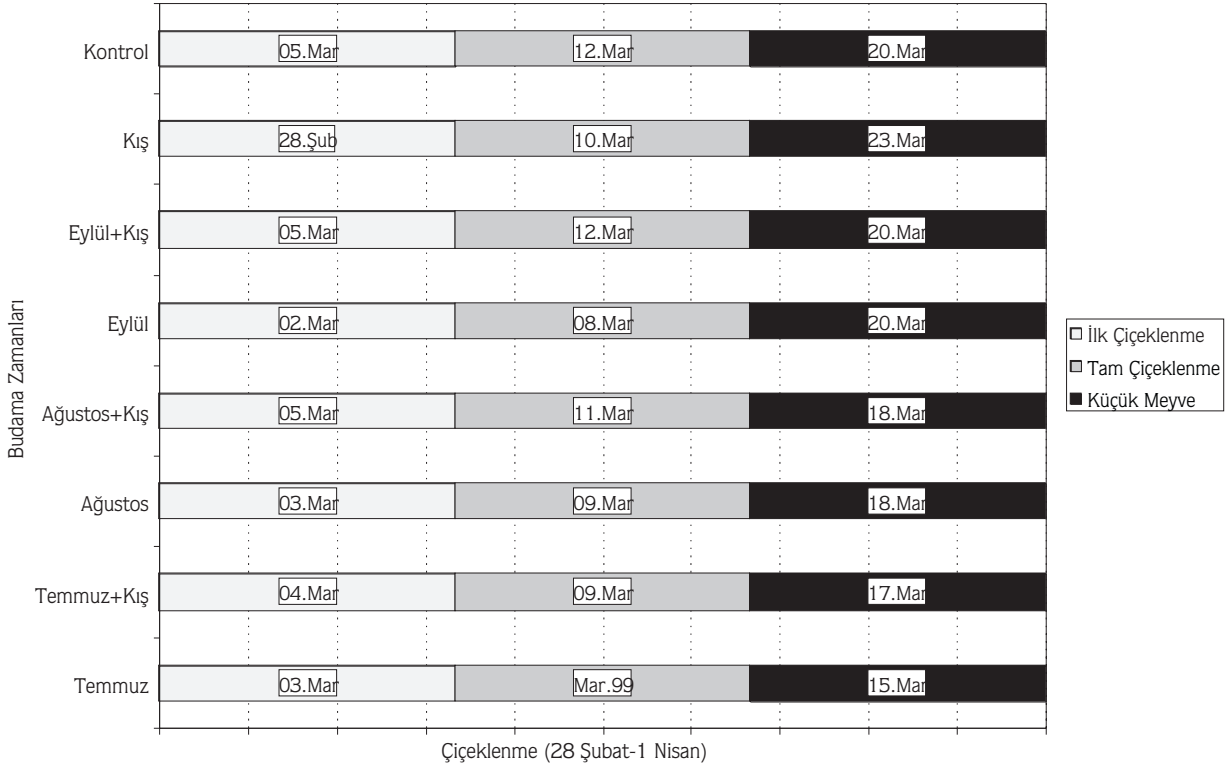 Kontrol 05.Mar 12.Mar 20.Mar
Kış 28.Şub 10.Mar 23.Mar
Eylül+Kış 05.Mar 12.Mar 20.Mar
Eylül 02.Mar 08.Mar 20.Mar
Ağustos+Kış 05.Mar 11.Mar 18.Mar
Ağustos 03.Mar 09.Mar 18.Mar
Temmuz+Kış 04.Mar 09.Mar 17.Mar
Temmuz 03.Mar Mar.99 15.Mar
Budama Zamanları
Çiçeklenme (28 Şubat-1 Nisan)
İlk Çiçeklenme
Tam Çiçeklenme
Küçük Meyve